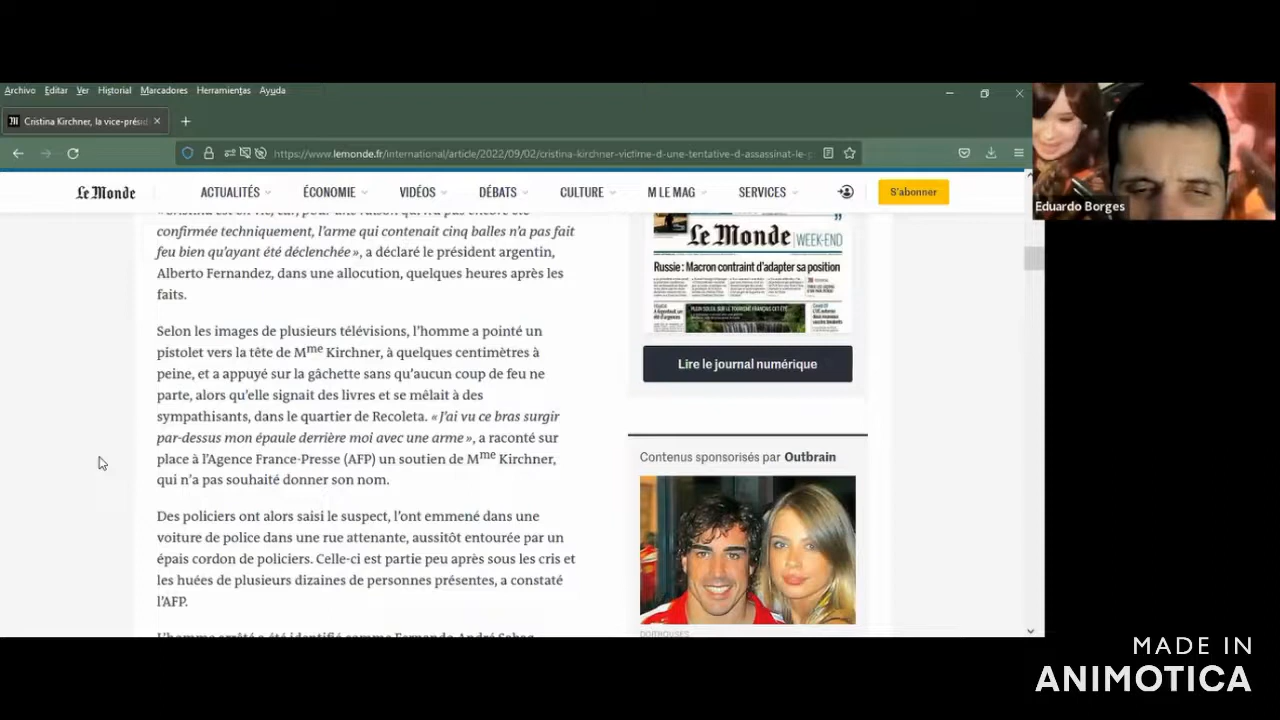 Archivo Editar Ver Historial Marcadores Herramientas Ayuda
Cristina Kirchner, la vice-présid
https://www.lemonde.fr/international/article/2022/09/02/cristina-kirchner-victime-d-une-tentative-d-assassinat-le-p
Eduardo Borges
Le Monde ACTUALITÉS ÉCONOMIE VIDÉOS DÉBATS CULTURE M LE MAG SERVICES S'abonner
confirmée techniquement, l'arme qui contenait cinq balles n'a pas fait
feu bien qu'ayant été déclenchée », a déclaré le président argentin,
Alberto Fernandez, dans une allocution, quelques heures après les
faits.
Selon les images de plusieurs télévisions, l'homme a pointé un
pistolet vers la tête de Mme Kirchner, à quelques centimètres à
peine, et a appuyé sur la gâchette sans qu'aucun coup de feu ne
parte, alors qu'elle signait des livres et se mêlait à des
sympathisants, dans le quartier de Recoleta. « J'ai vu ce bras surgir
par-dessus mon épaule derrière moi avec une arme », a raconté sur
place à l'Agence France-Presse (AFP) un soutien de Mme Kirchner,
qui n'a pas souhaité donner son nom.
Des policiers ont alors saisi le suspect, l'ont emmené dans une
voiture de police dans une rue attenante, aussitôt entourée par un
épais cordon de policiers. Celle-ci est partie peu après sous les cris et
les huées de plusieurs dizaines de personnes présentes, a constaté
l'AFP.
Le Monde WEEK-END
Russie : Macron contraint d'adapter sa position
Lire le journal numérique
Contenus sponsorisés par Outbrain
MADE IN
ANIMOTICA